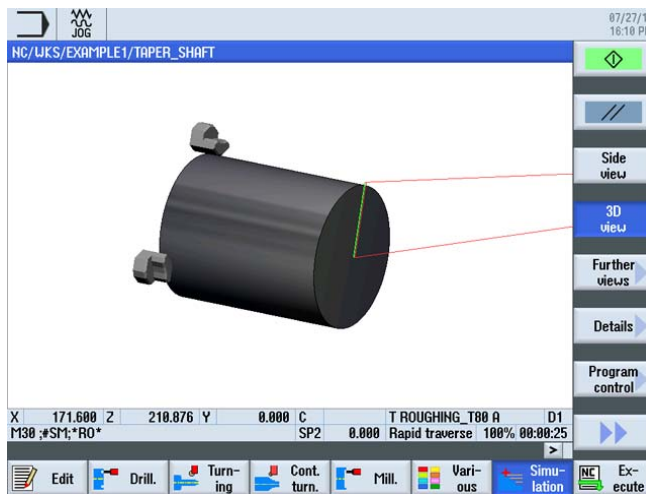 JOG
07/27/1
16:10 P
NC/WKS/EXAMPLE1/TAPER_SHAFT
Side
view
3D
view
Further
views
Details
Program
control
X 171.600 Z 210.876 Y 0.000 C T ROUGHING_T80 A D1
M30 ;#SM;*RO* SP2 0.000 Rapid traverse 100% 00:00:25
>
Edit
Drill.
Turn-
ing
Cont.
turn.
Mill.
Vari-
ous
Simu-
lation
NC
Ex-
ecute